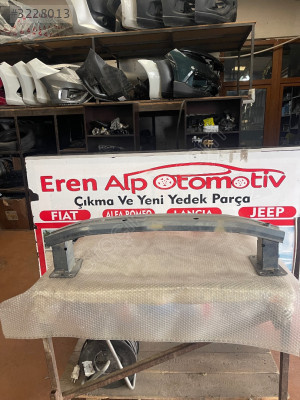 #3228013
Eren Alp Otomotiv
Çıkma Ve Yeni Yedek Parça
FIAT ALFA ROMEO LANCIA JEEP